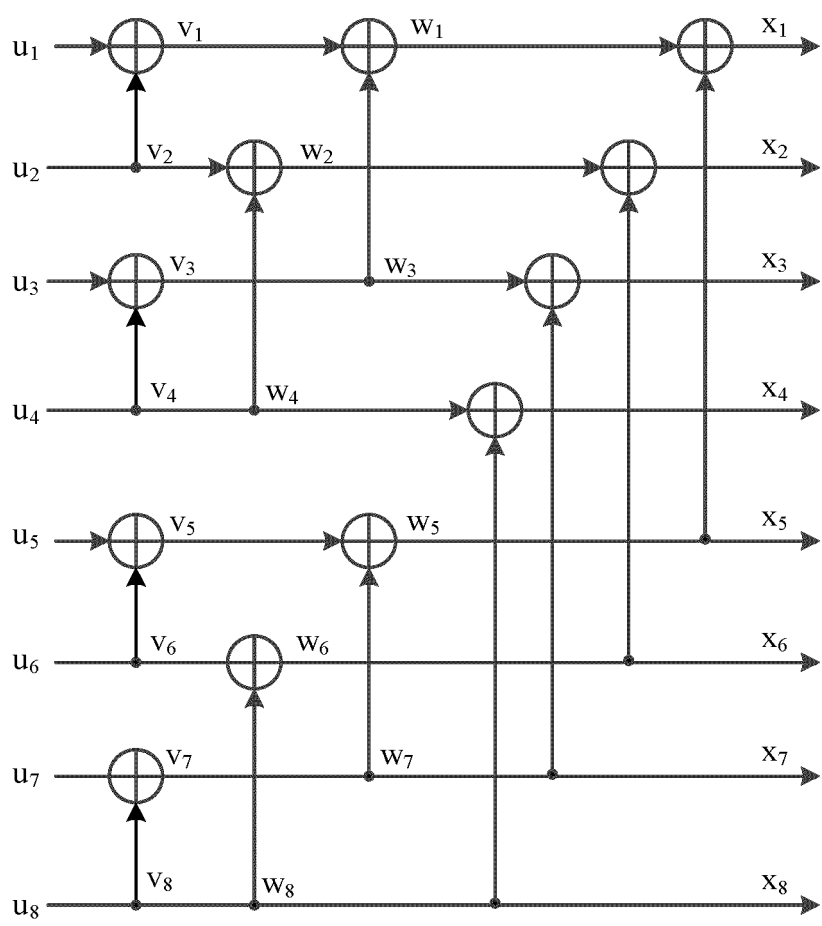 u₁ v₁ w₁ x₁
u₂ v₂ w₂ x₂
u₃ v₃ w₃ x₃
u₄ v₄ w₄ x₄
u₅ v₅ w₅ x₅
u₆ v₆ w₆ x₆
u₇ v₇ w₇ x₇
u₈ v₈ w₈ x₈